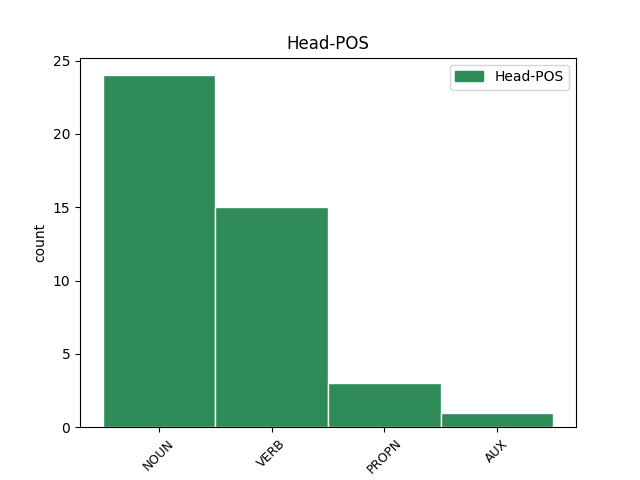 Head-POS
Head-POS
count
25
20
15
10
5
0
NOUN
VERB
PROPN
AUX